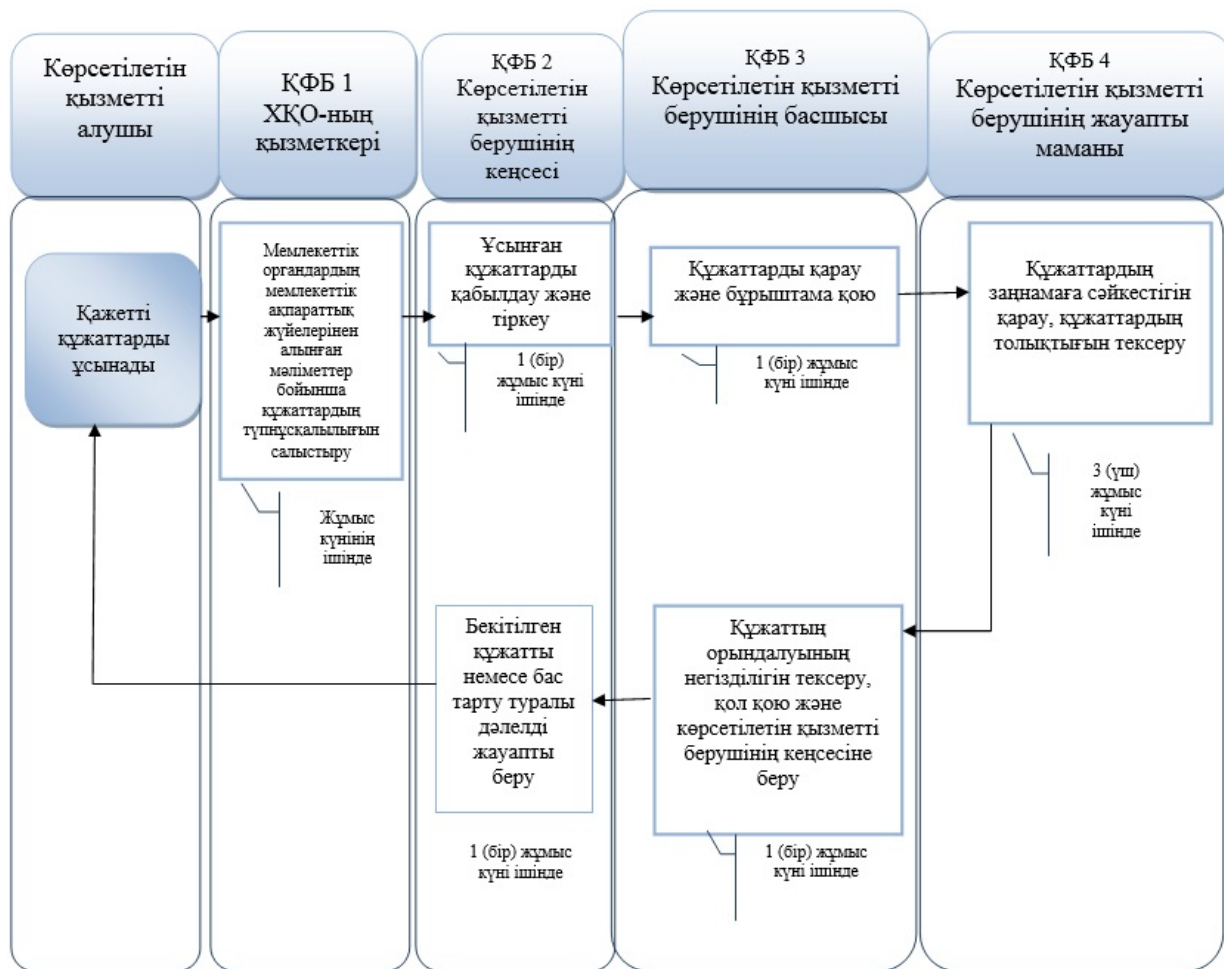 Көрсетілетін
қызметті
алушы
ҚФБ 1
ХҚО-ның
қызметкері
ҚФБ 2
Көрсетілетін
қызметті
берушінің
кеңсесі
ҚФБ 3
Көрсетілетін қызметті
берушінің басшысы
ҚФБ 4
Көрсетілетін қызметті
берушінің жауапты
маманы
Қажетті
құжаттарды
ұсынады
Мемлекеттік
органдардың
мемлекеттік
ақпараттық
жүйелерінен
алынған
мәліметтер
бойынша
құжаттардың
түпнұсқалылығын
салыстыру
Жұмыс
күнінің
ішінде
Ұсынған
құжаттарды
қабылдау және
тіркеу
1 (бір)
жұмыс күні
ішінде
Құжаттарды қарау
және бұрыштама қою
1 (бір) жұмыс
күні ішінде
Құжаттардың
заңнамаға сәйкестігін
қарау, құжаттардың
толықтығын тексеру
3 (үш)
жұмыс
күні
ішінде
Құжаттың
орындалуының
негізділігін тексеру,
қол қою және
көрсетілетін қызметті
берушінің кеңсесіне
беру
1 (бір) жұмыс
күні ішінде
Бекітілген
құжатты
немесе бас
тарту туралы
дәлелді
жауапты
беру
1 (бір) жұмыс
күні ішінде